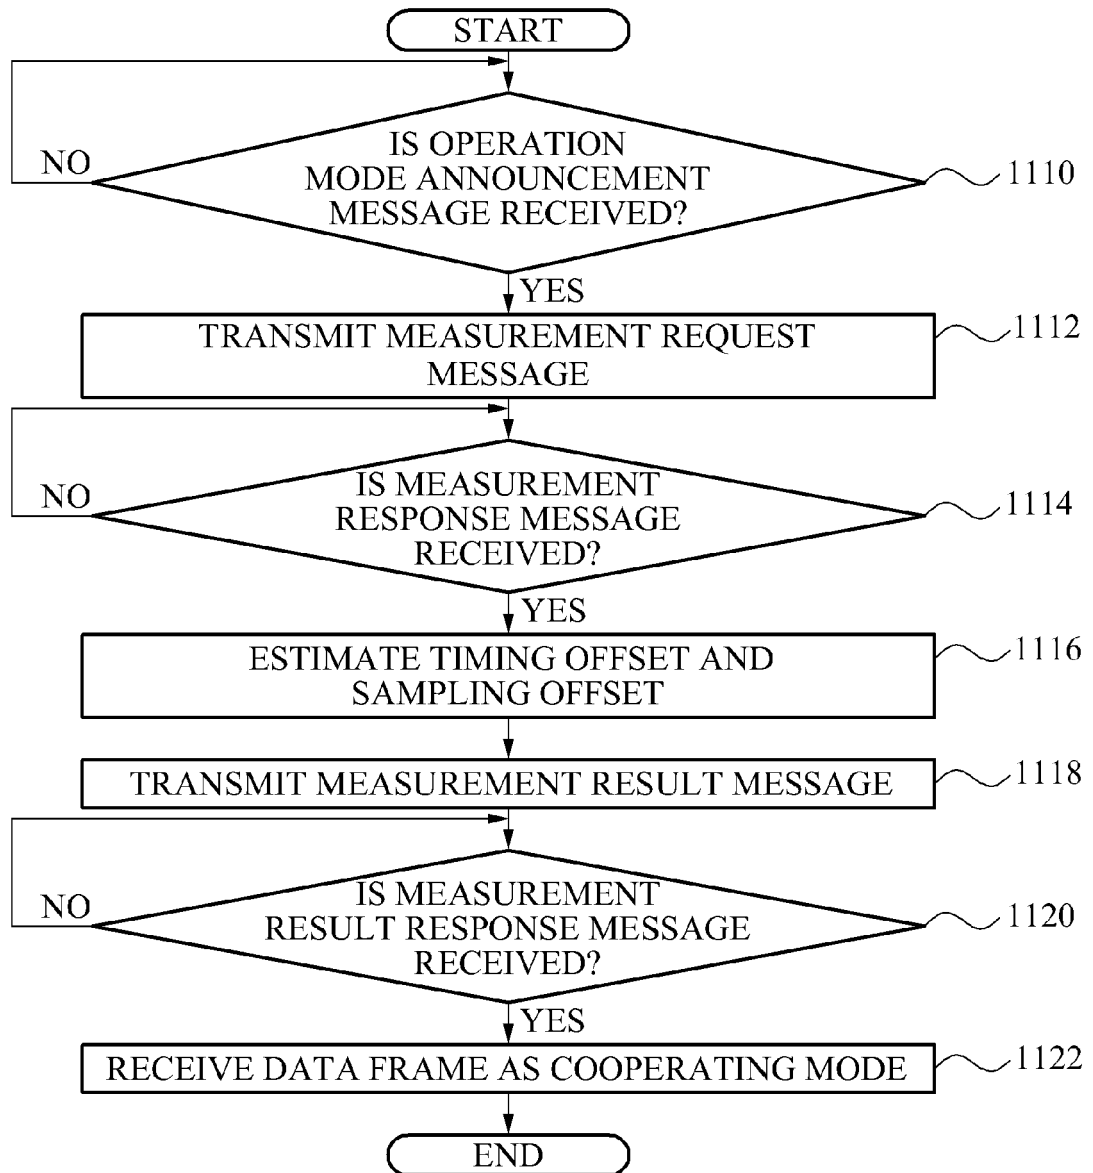 START
IS OPERATION
MODE ANNOUNCEMENT
MESSAGE RECEIVED?
NO
1110
YES
TRANSMIT MEASUREMENT REQUEST
MESSAGE
1112
IS MEASUREMENT
RESPONSE MESSAGE
RECEIVED?
NO
1114
YES
ESTIMATE TIMING OFFSET AND
SAMPLING OFFSET
1116
TRANSMIT MEASUREMENT RESULT MESSAGE
1118
IS MEASUREMENT
RESULT RESPONSE MESSAGE
RECEIVED?
NO
1120
YES
RECEIVE DATA FRAME AS COOPERATING MODE
1122
END